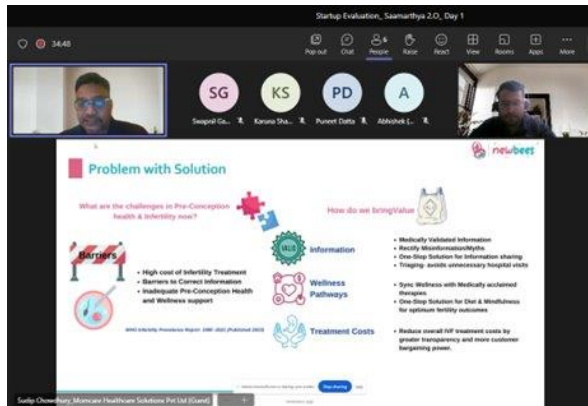 Startup Evaluation_ Saamarthya 2.O_ Day 1
34:48
Pop out
Chat
People
6
Raise
React
View
Rooms
Apps
More
SG
KS
PD
A
Swapnil Ga...
Karuna Sha...
Puneet Datta
Abhishek (...
newbees
Problem with Solution
What are the challenges in Pre-Conception
health & Infertility now?
How do we bringValue
Barriers
• High cost of Infertility Treatment
• Barriers to Correct Information
• Inadequate Pre-Conception Health
and Wellness support
VALID
Information
• Medically Validated Information
• Rectify Misinformation/Myths
• One-Stop Solution for Information sharing
• Triaging- avoids unnecessary hospital visits
Wellness
Pathways
• Sync Wellness with Medically acclaimed
therapies
• One-Stop Solution for Diet & Mindfulness
for optimum fertility outcomes
Treatment Costs
• Reduce overall IVF treatment costs by
greater transparency and more customer
bargaining power.
WHO Infertility Prevalence Report
Stop sharing
Sudip Chowdhury_Momcare Healthcare Solutions Pvt Ltd (Guest)